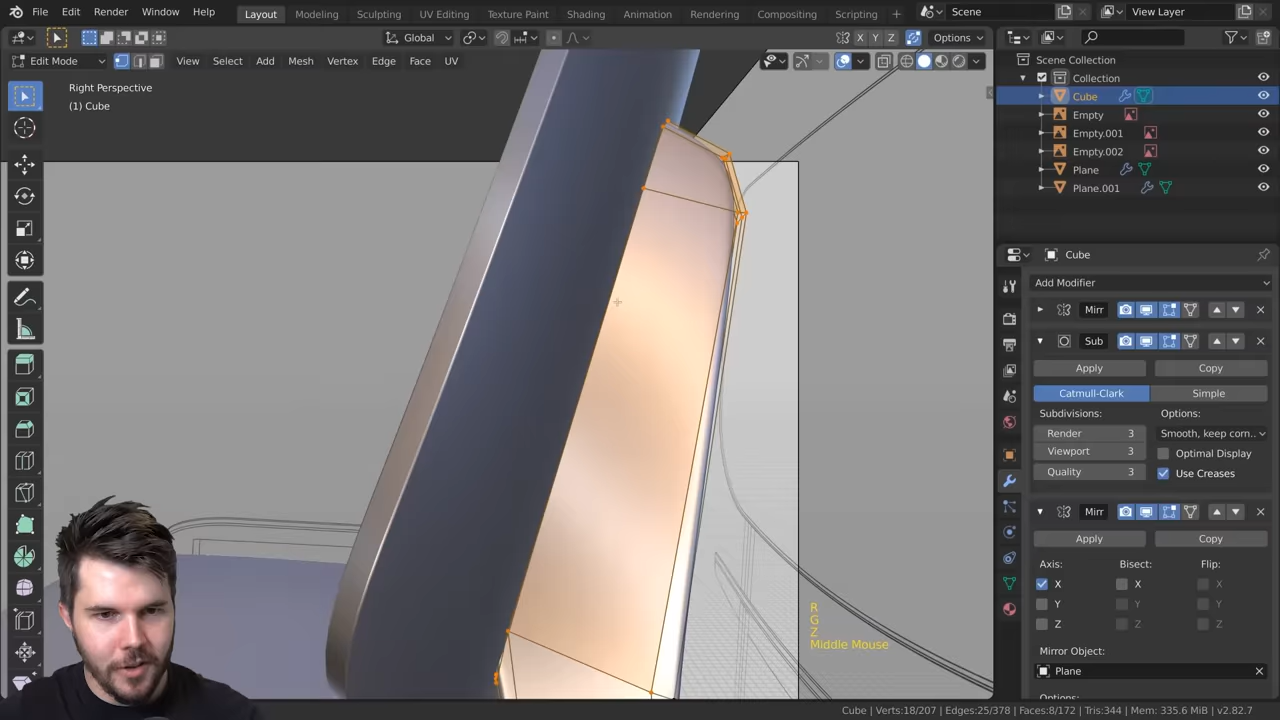 File Edit Render Window Help Layout Modeling Sculpting UV Editing Texture Paint Shading Animation Rendering Compositing Scripting + Scene View Layer
Global X Y Z Options
Edit Mode View Select Add Mesh Vertex Edge Face UV
Right Perspective
(1) Cube
R
G
Z
Middle Mouse
Scene Collection
Collection
Cube
Empty
Empty.001
Empty.002
Plane
Plane.001
Cube
Add Modifier
Mirr
Sub
Apply Copy
Catmull-Clark Simple
Subdivisions: Options:
Render 3 Smooth, keep corn..
Viewport 3 Optimal Display
Quality 3 Use Creases
Mirr
Apply Copy
Axis: Bisect: Flip:
X X X
Y Y Y
Z Z Z
Mirror Object:
Plane
Options:
Cube | Verts:18/207 | Edges:25/378 | Faces:8/172 | Tris:344 | Mem: 335.6 MiB | v2.82.7